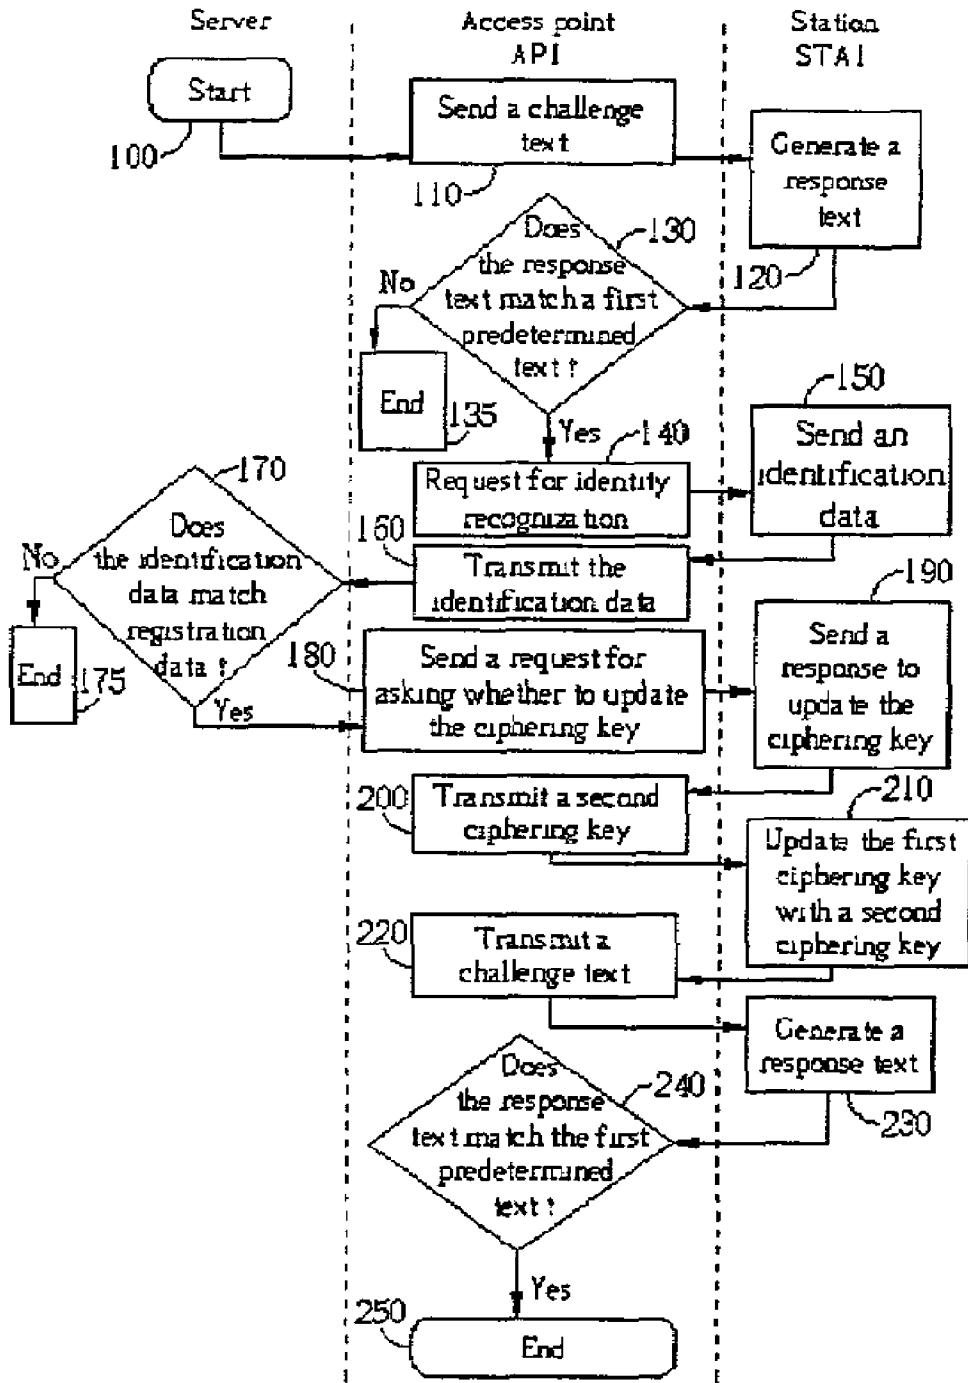 Server
Access point
AP1
Station
STA1
Start
100
Send a challenge
text
110
Generate a
response
text
120
Does
the response
text match a first
predetermined
text ?
130
No
End
135
Yes
140
Request for identity
recognization
150
Send an
identification
data
160
Transmit the
identification data
170
Does
the identification
data match
registration
data ?
No
End
175
Yes
180
Send a request for
asking whether to update
the ciphering key
190
Send a
response to
update the
ciphering key
200
Transmit a second
ciphering key
210
Update the first
ciphering key
with a second
ciphering key
220
Transmit a
challenge text
Generate a
response text
230
Does
the response
text match the first
predetermined
text ?
240
Yes
250
End